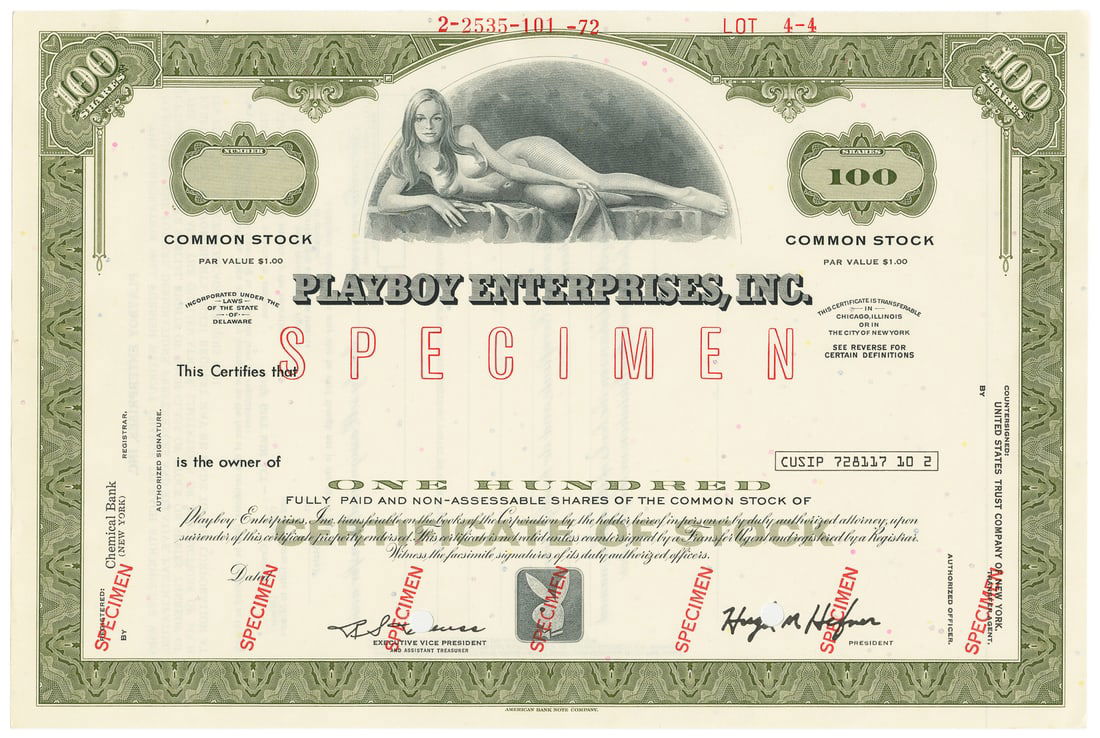 2-2535-101 -72
LOT 4-4
100
SHARES
100
SHARES
NUMBER
SHARES
100
COMMON STOCK
PAR VALUE $1.00
COMMON STOCK
PAR VALUE $1.00
PLAYBOY ENTERPRISES, INC.
INCORPORATED UNDER THE
LAWS
OF THE STATE
-OF-
DELAWARE
THIS CERTIFICATE IS TRANSFERABLE
IN
CHICAGO, ILLINOIS
OR IN
THE CITY OF NEW YORK
SEE REVERSE FOR
CERTAIN DEFINITIONS
SPECIMEN
This Certifies that
is the owner of
CUSIP 728117 10 2
ONE HUNDRED
FULLY PAID AND NON-ASSESSABLE SHARES OF THE COMMON STOCK OF
Playboy Enterprises, Inc. transferable on the books of the Corporation by the holder hereof in person or by duly authorized attorney, upon
surrender of this certificate properly endorsed. This certificate is not valid unless countersigned by a Transfer Agent and registered by a Registrar.
Witness the facsimile signatures of its duly authorized officers.
Dated
SPECIMEN
SPECIMEN
SPECIMEN
SPECIMEN
SPECIMEN
SPECIMEN
SPECIMEN
EXECUTIVE VICE PRESIDENT
AND ASSISTANT TREASURER
Hugh M Hefner
PRESIDENT
REGISTERED:
Chemical Bank
(NEW YORK)
REGISTRAR,
BY
AUTHORIZED SIGNATURE.
COUNTERSIGNED:
UNITED STATES TRUST COMPANY OF NEW YORK,
TRANSFER AGENT,
BY
AUTHORIZED OFFICER.
AMERICAN BANK NOTE COMPANY.